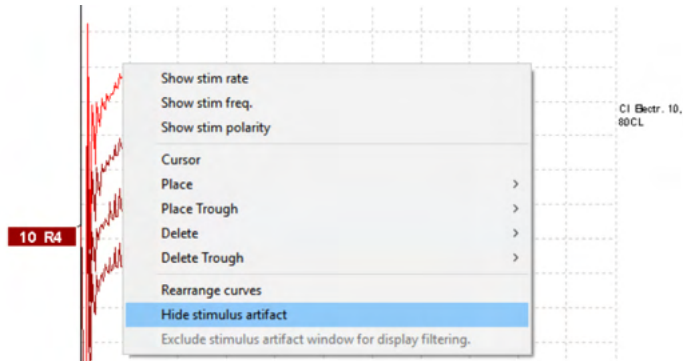 Show stim rate
Show stim freq.
Show stim polarity
Cursor
Place
Place Trough
Delete
Delete Trough
Rearrange curves
Hide stimulus artifact
Exclude stimulus artifact window for display filtering.
10 R4
CI Electr. 10,
80CL